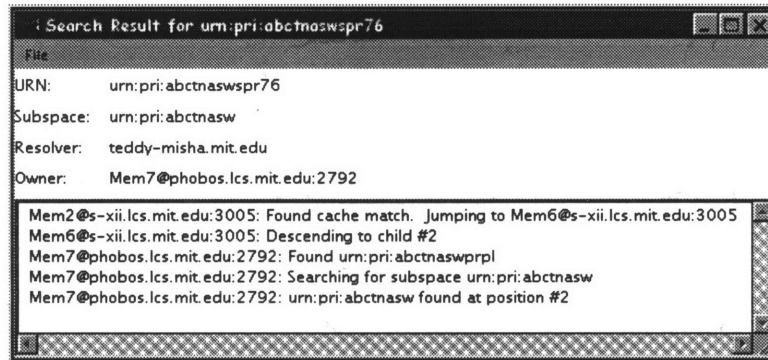 Search Result for urn:pri:abctnaswspr76
File
URN: urn:pri:abctnaswspr76
Subspace: urn:pri:abctnasw
Resolver: teddy-misha.mit.edu
Owner: Mem7@phobos.lcs.mit.edu:2792
Mem2@s-xii.lcs.mit.edu:3005: Found cache match. Jumping to Mem6@s-xii.lcs.mit.edu:3005
Mem6@s-xii.lcs.mit.edu:3005: Descending to child #2
Mem7@phobos.lcs.mit.edu:2792: Found urn:pri:abctnaswprpl
Mem7@phobos.lcs.mit.edu:2792: Searching for subspace urn:pri:abctnasw
Mem7@phobos.lcs.mit.edu:2792: urn:pri:abctnasw found at position #2